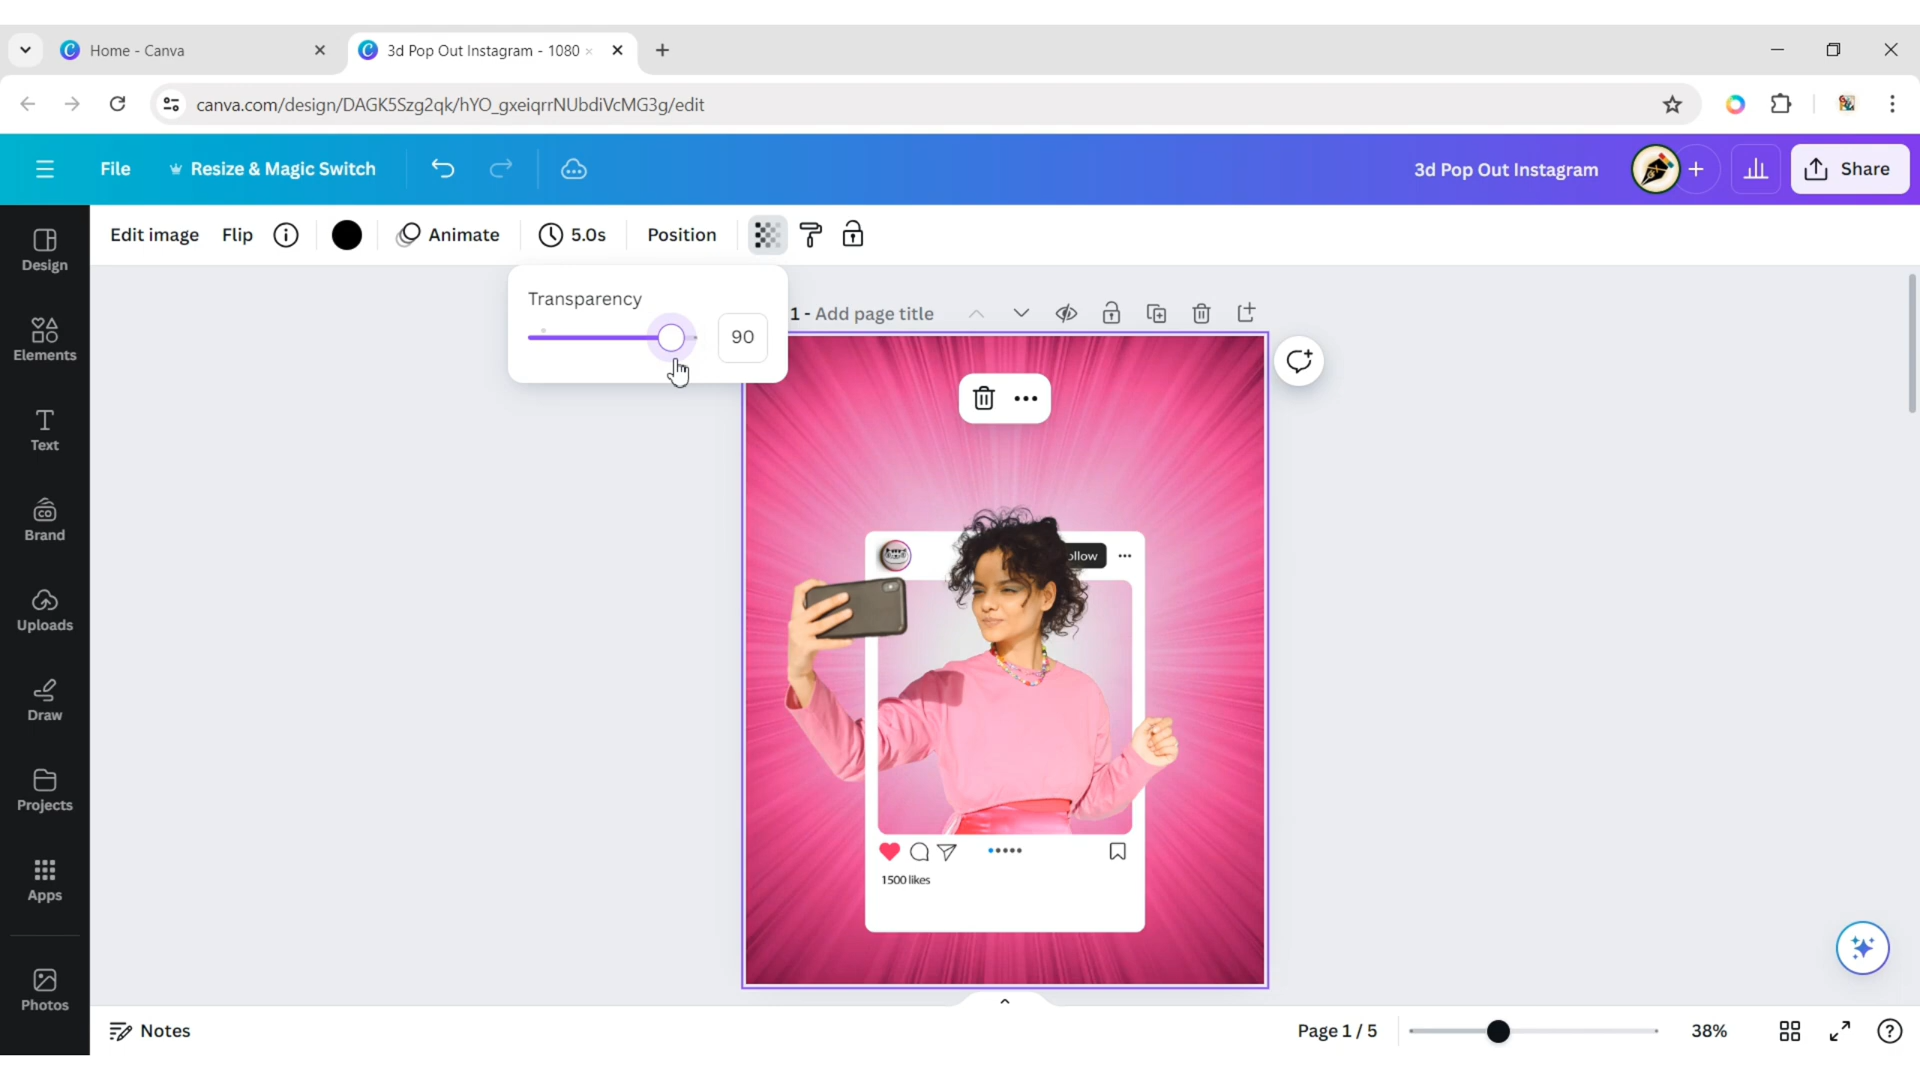 Home - Canva
3d Pop Out Instagram - 1080
canva.com/design/DAGK5Szg2qk/hYO_gxeiqrrNUbdiVcMG3g/edit
File
Resize & Magic Switch
3d Pop Out Instagram
Share
Edit image
Flip
Animate
5.0s
Position
Design
Elements
Text
Brand
Uploads
Draw
Projects
Apps
Photos
Transparency
90
1 - Add page title
ollow
1500 likes
Notes
Page 1 / 5
38%